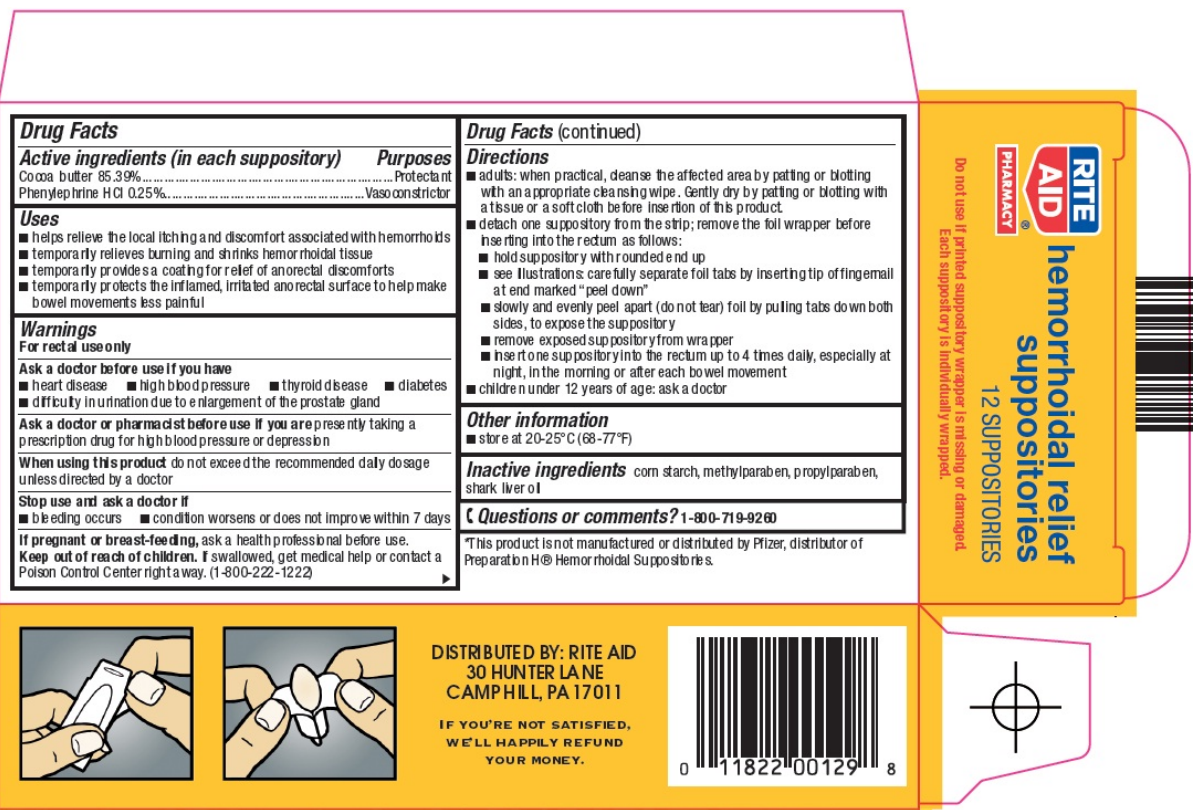 Drug Facts
Active ingredients (in each suppository) Purposes
Cocoa butter 85.39%..........Protectant
Phenylephrine HCl 0.25%..........Vasoconstrictor
Uses
■ helps relieve the local itching and discomfort associated with hemorrhoids
■ temporarily relieves burning and shrinks hemorrhoidal tissue
■ temporarily provides a coating for relief of anorectal discomforts
■ temporarily protects the inflamed, irritated anorectal surface to help make
bowel movements less painful
Warnings
For rectal use only
Ask a doctor before use if you have
■ heart disease ■ high blood pressure ■ thyroid disease ■ diabetes
■ difficulty in urination due to enlargement of the prostate gland
Ask a doctor or pharmacist before use if you are presently taking a
prescription drug for high blood pressure or depression
When using this product do not exceed the recommended daily dosage
unless directed by a doctor
Stop use and ask a doctor if
■ bleeding occurs ■ condition worsens or does not improve within 7 days
If pregnant or breast-feeding, ask a health professional before use.
Keep out of reach of children. If swallowed, get medical help or contact a
Poison Control Center right away. (1-800-222-1222)
Drug Facts (continued)
Directions
■ adults: when practical, cleanse the affected area by patting or blotting
with an appropriate cleansing wipe. Gently dry by patting or blotting with
a tissue or a soft cloth before insertion of this product.
■ detach one suppository from the strip; remove the foil wrapper before
inserting into the rectum as follows:
■ hold suppository with rounded end up
■ see illustrations: carefully separate foil tabs by inserting tip of fingernail
at end marked “peel down”
■ slowly and evenly peel apart (do not tear) foil by pulling tabs down both
sides, to expose the suppository
■ remove exposed suppository from wrapper
■ insert one suppository into the rectum up to 4 times daily, especially at
night, in the morning or after each bowel movement
■ children under 12 years of age: ask a doctor
Other information
■ store at 20-25°C (68-77°F)
Inactive ingredients corn starch, methylparaben, propylparaben,
shark liver oil
Questions or comments? 1-800-719-9260
*This product is not manufactured or distributed by Pfizer, distributor of
Preparation H® Hemorrhoidal Suppositories.
RITE
AID
®
PHARMACY
hemorrhoidal relief
suppositories
12 SUPPOSITORIES
Do not use if printed suppository wrapper is missing or damaged.
Each suppository is individually wrapped.
DISTRIBUTED BY: RITE AID
30 HUNTER LANE
CAMP HILL, PA 17011
IF YOU'RE NOT SATISFIED,
WE'LL HAPPILY REFUND
YOUR MONEY.
0 11822 00129 8